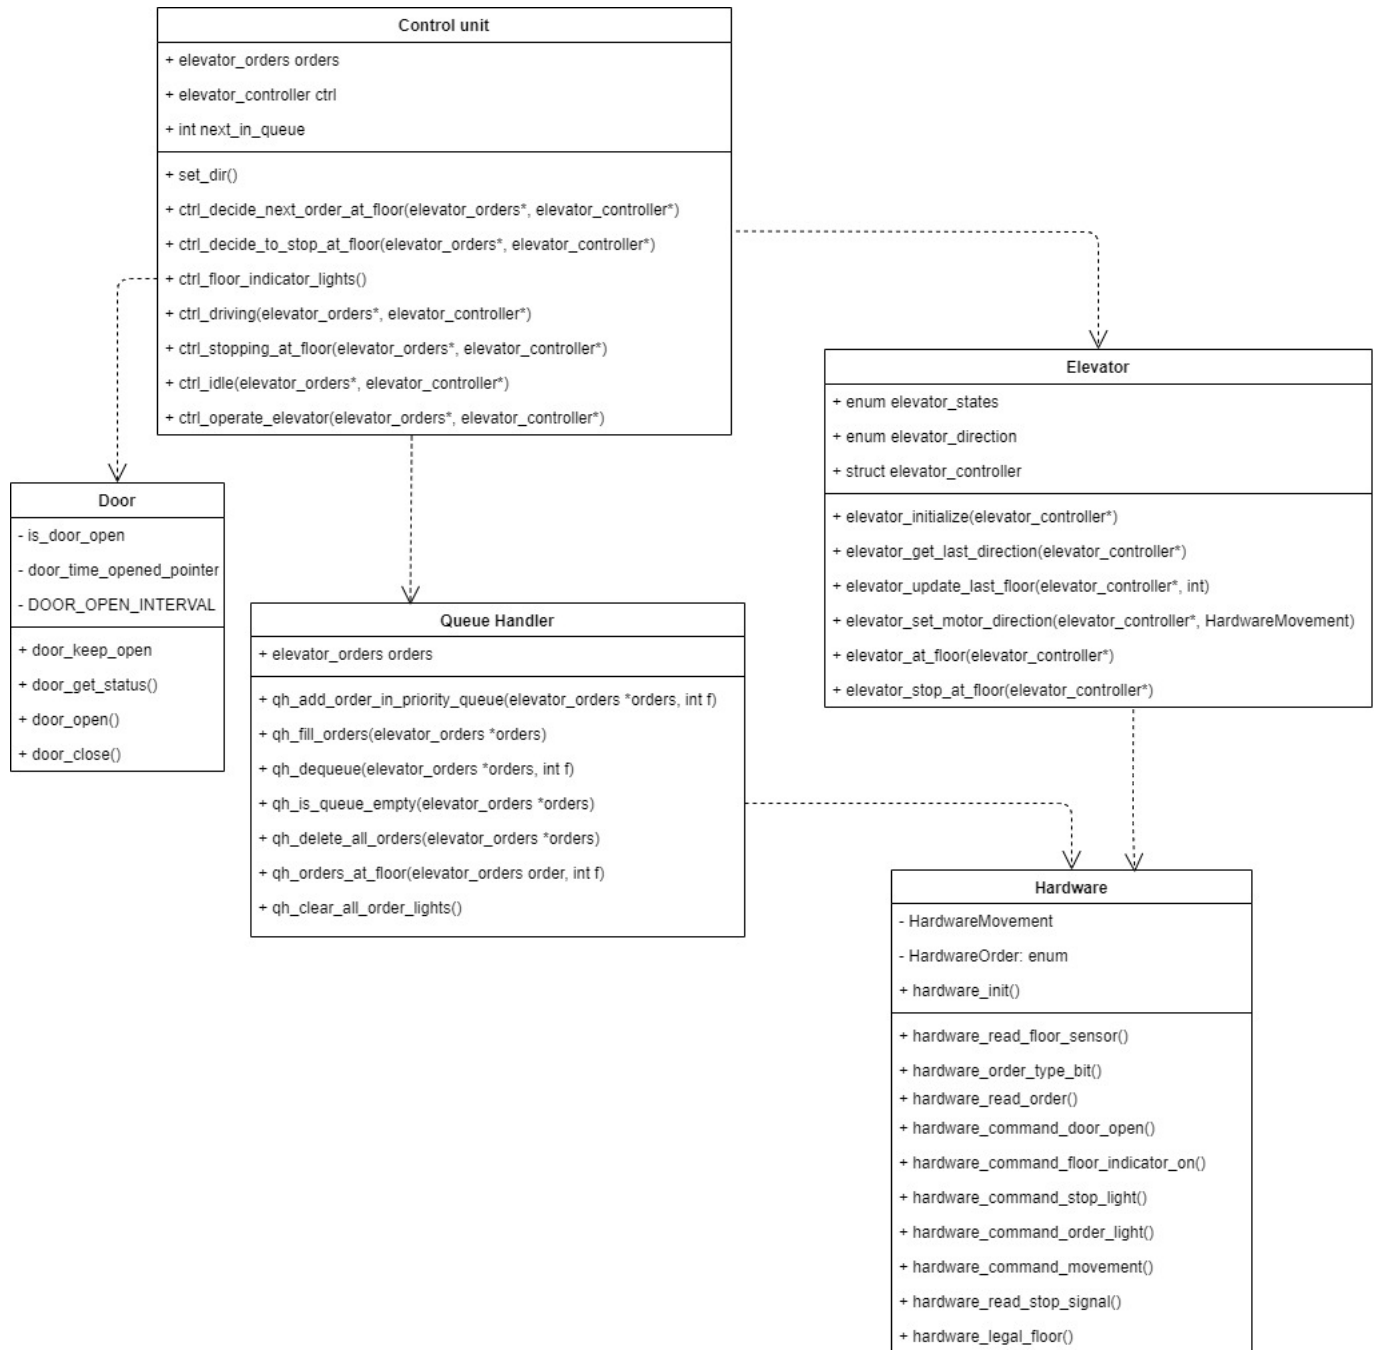 Control unit
+ elevator_orders orders
+ elevator_controller ctrl
+ int next_in_queue
+ set_dir()
+ ctrl_decide_next_order_at_floor(elevator_orders*, elevator_controller*)
+ ctrl_decide_to_stop_at_floor(elevator_orders*, elevator_controller*)
+ ctrl_floor_indicator_lights()
+ ctrl_driving(elevator_orders*, elevator_controller*)
+ ctrl_stopping_at_floor(elevator_orders*, elevator_controller*)
+ ctrl_idle(elevator_orders*, elevator_controller*)
+ ctrl_operate_elevator(elevator_orders*, elevator_controller*)
Elevator
+ enum elevator_states
+ enum elevator_direction
+ struct elevator_controller
+ elevator_initialize(elevator_controller*)
+ elevator_get_last_direction(elevator_controller*)
+ elevator_update_last_floor(elevator_controller*, int)
+ elevator_set_motor_direction(elevator_controller*, HardwareMovement)
+ elevator_at_floor(elevator_controller*)
+ elevator_stop_at_floor(elevator_controller*)
Door
- is_door_open
- door_time_opened_pointer
- DOOR_OPEN_INTERVAL
+ door_keep_open
+ door_get_status()
+ door_open()
+ door_close()
Queue Handler
+ elevator_orders orders
+ qh_add_order_in_priority_queue(elevator_orders *orders, int f)
+ qh_fill_orders(elevator_orders *orders)
+ qh_dequeue(elevator_orders *orders, int f)
+ qh_is_queue_empty(elevator_orders *orders)
+ qh_delete_all_orders(elevator_orders *orders)
+ qh_orders_at_floor(elevator_orders order, int f)
+ qh_clear_all_order_lights()
Hardware
- HardwareMovement
- HardwareOrder: enum
+ hardware_init()
+ hardware_read_floor_sensor()
+ hardware_order_type_bit()
+ hardware_read_order()
+ hardware_command_door_open()
+ hardware_command_floor_indicator_on()
+ hardware_command_stop_light()
+ hardware_command_order_light()
+ hardware_command_movement()
+ hardware_read_stop_signal()
+ hardware_legal_floor()